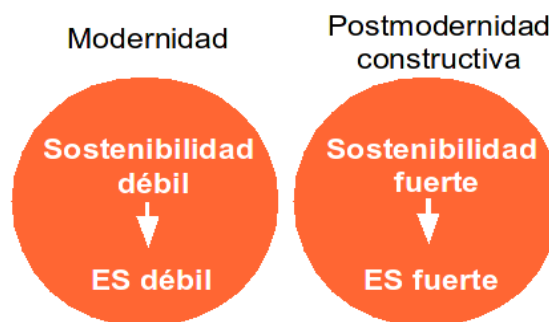 Modernidad
Sostenibilidad
débil
ES débil
Postmodernidad
constructiva
Sostenibilidad
fuerte
ES fuerte